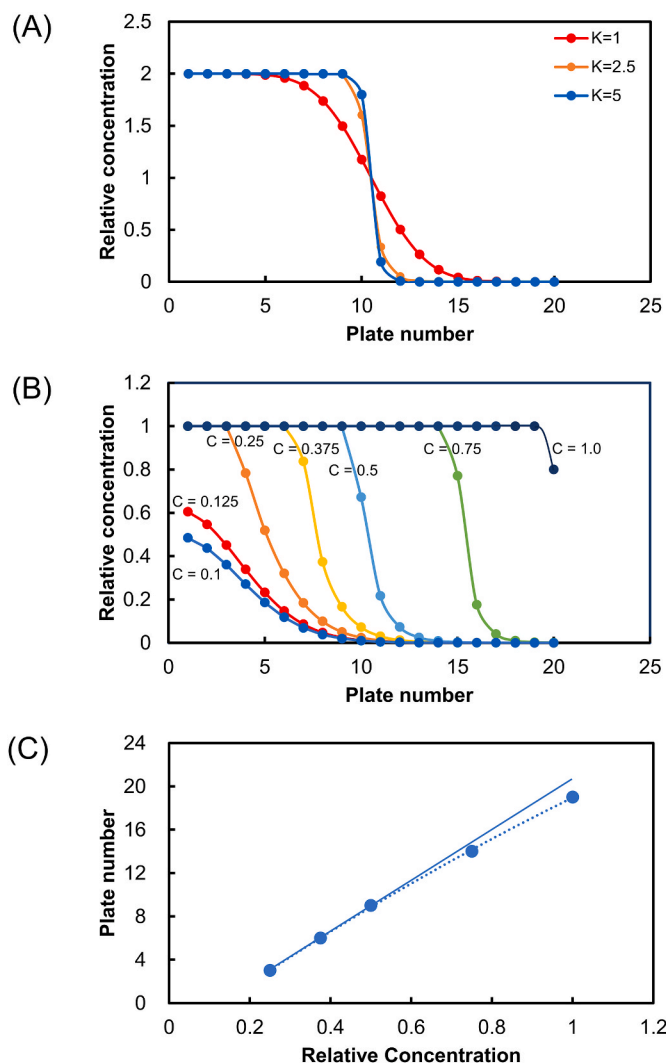 (A)
Relative concentration
2.5
2
1.5
1
0.5
0
K=1
K=2.5
K=5
0 5 10 15 20 25
Plate number
(B)
Relative concentration
1.2
1
0.8
0.6
0.4
0.2
0
C = 0.25
C = 0.375
C = 0.5
C = 0.75
C = 1.0
C = 0.125
C = 0.1
0 5 10 15 20 25
Plate number
(C)
Plate number
24
20
16
12
8
4
0
0 0.2 0.4 0.6 0.8 1 1.2
Relative Concentration